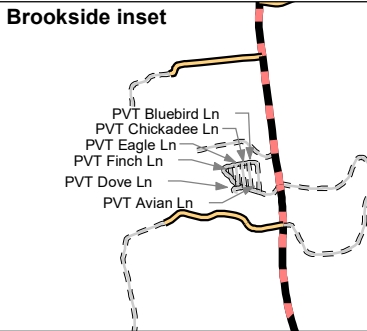 Brookside inset
PVT Bluebird Ln
PVT Chickadee Ln
PVT Eagle Ln
PVT Finch Ln
PVT Dove Ln
PVT Avian Ln